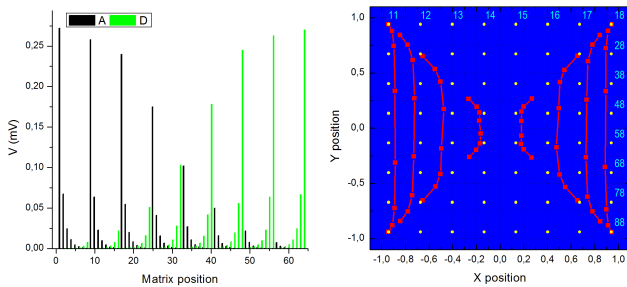 A D
0,25
0,20
0,15
0,10
0,05
0,00
V (mV)
0 10 20 30 40 50 60
Matrix position
1,0
0,5
0,0
-0,5
-1,0
Y position
11 12 13 14 15 16 17 18
28
38
48
58
68
78
88
-1,0 -0,8 -0,6 -0,4 -0,2 0,0 0,2 0,4 0,6 0,8 1,0
X position